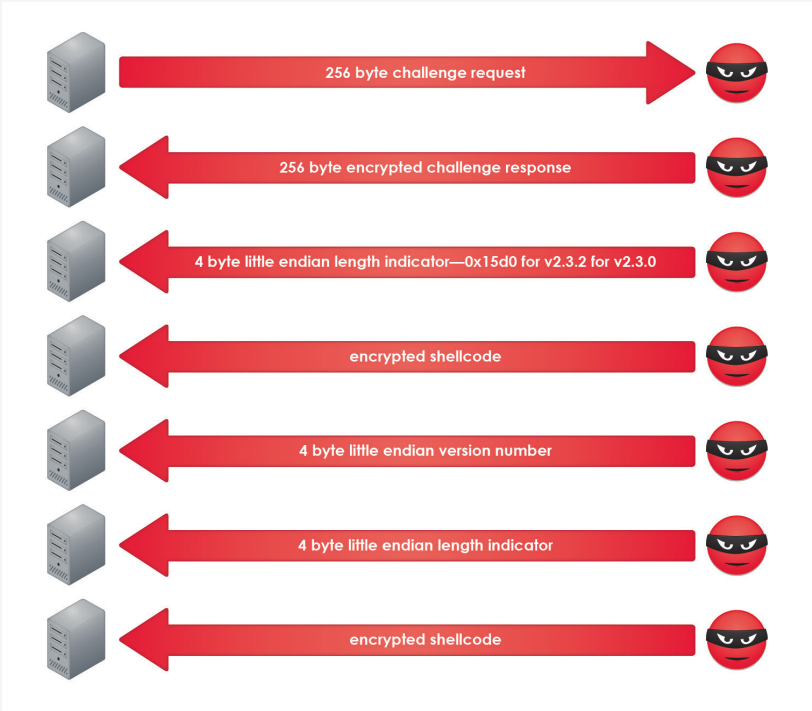 256 byte challenge request
256 byte encrypted challenge response
4 byte little endian length indicator—0x15d0 for v2.3.2 for v2.3.0
encrypted shellcode
4 byte little endian version number
4 byte little endian length indicator
encrypted shellcode